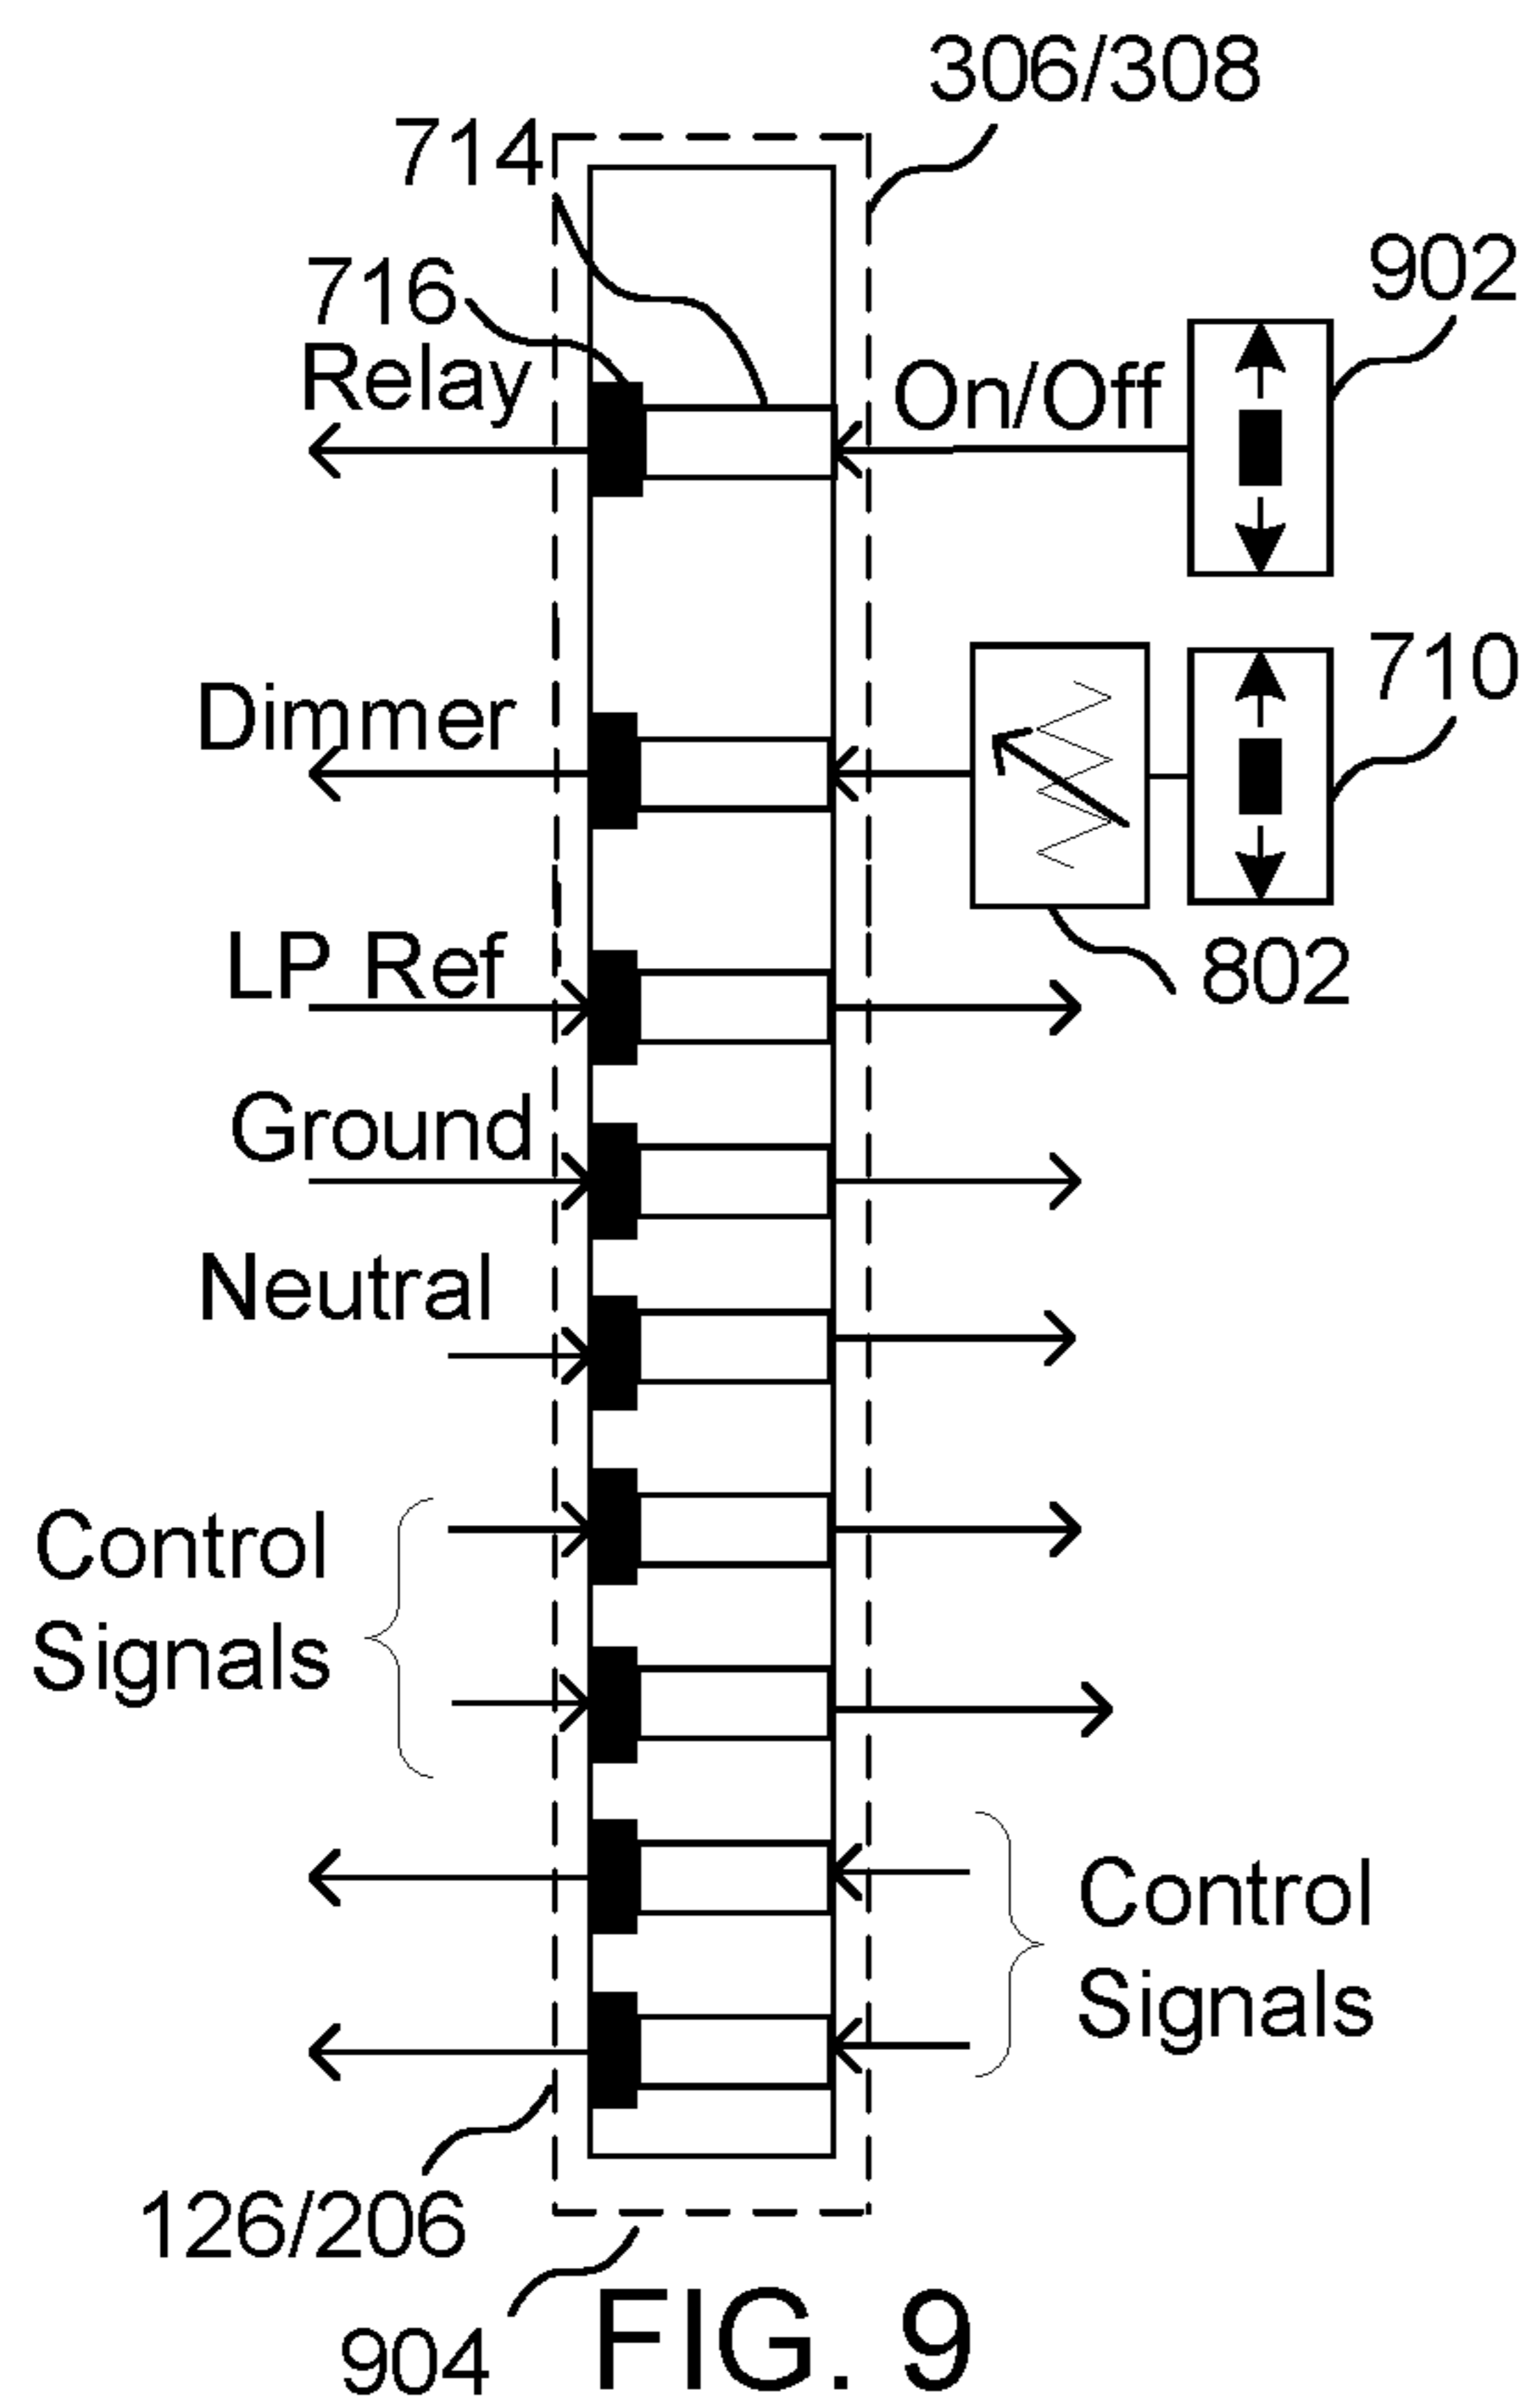 306/308
714
902
716
Relay
On/Off
710
Dimmer
LP Ref
802
Ground
Neutral
Control
Signals
Control
Signals
126/206
904
FIG. 9